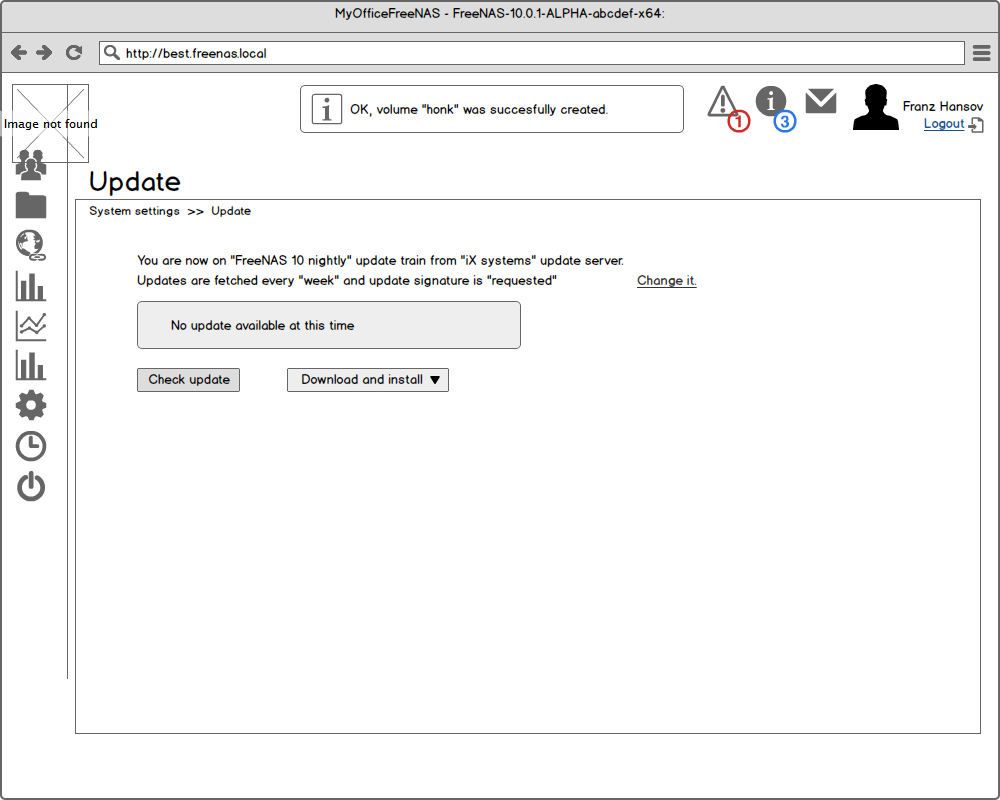 MyOfficeFreeNAS - FreeNAS-10.0.1-ALPHA-abcdef-x64:
http://best.freenas.local
Image not found
OK, volume "honk" was succesfully created.
1
3
Franz Hansov
Logout
Update
System settings >> Update
You are now on "FreeNAS 10 nightly" update train from "iX systems" update server.
Updates are fetched every "week" and update signature is "requested" Change it.
No update available at this time
Check update
Download and install